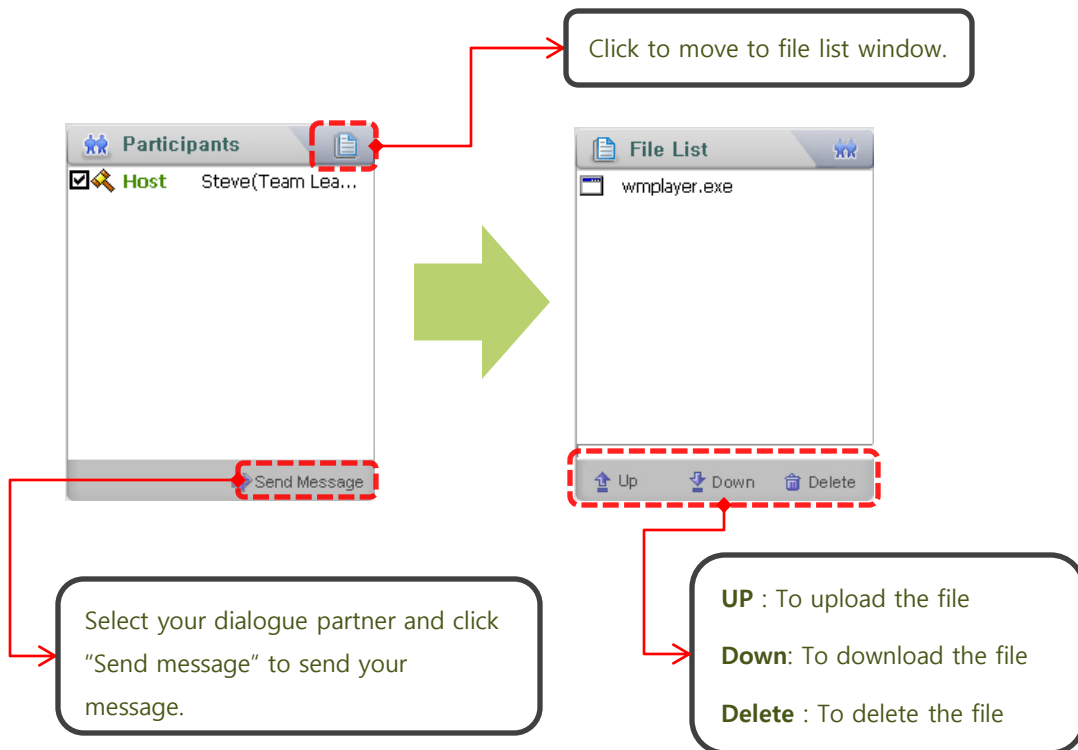 Click to move to file list window.
Participants
Host Steve(Team Lea...
Send Message
File List
wmplayer.exe
Up Down Delete
Select your dialogue partner and click
“Send message” to send your
message.
UP : To upload the file
Down: To download the file
Delete : To delete the file